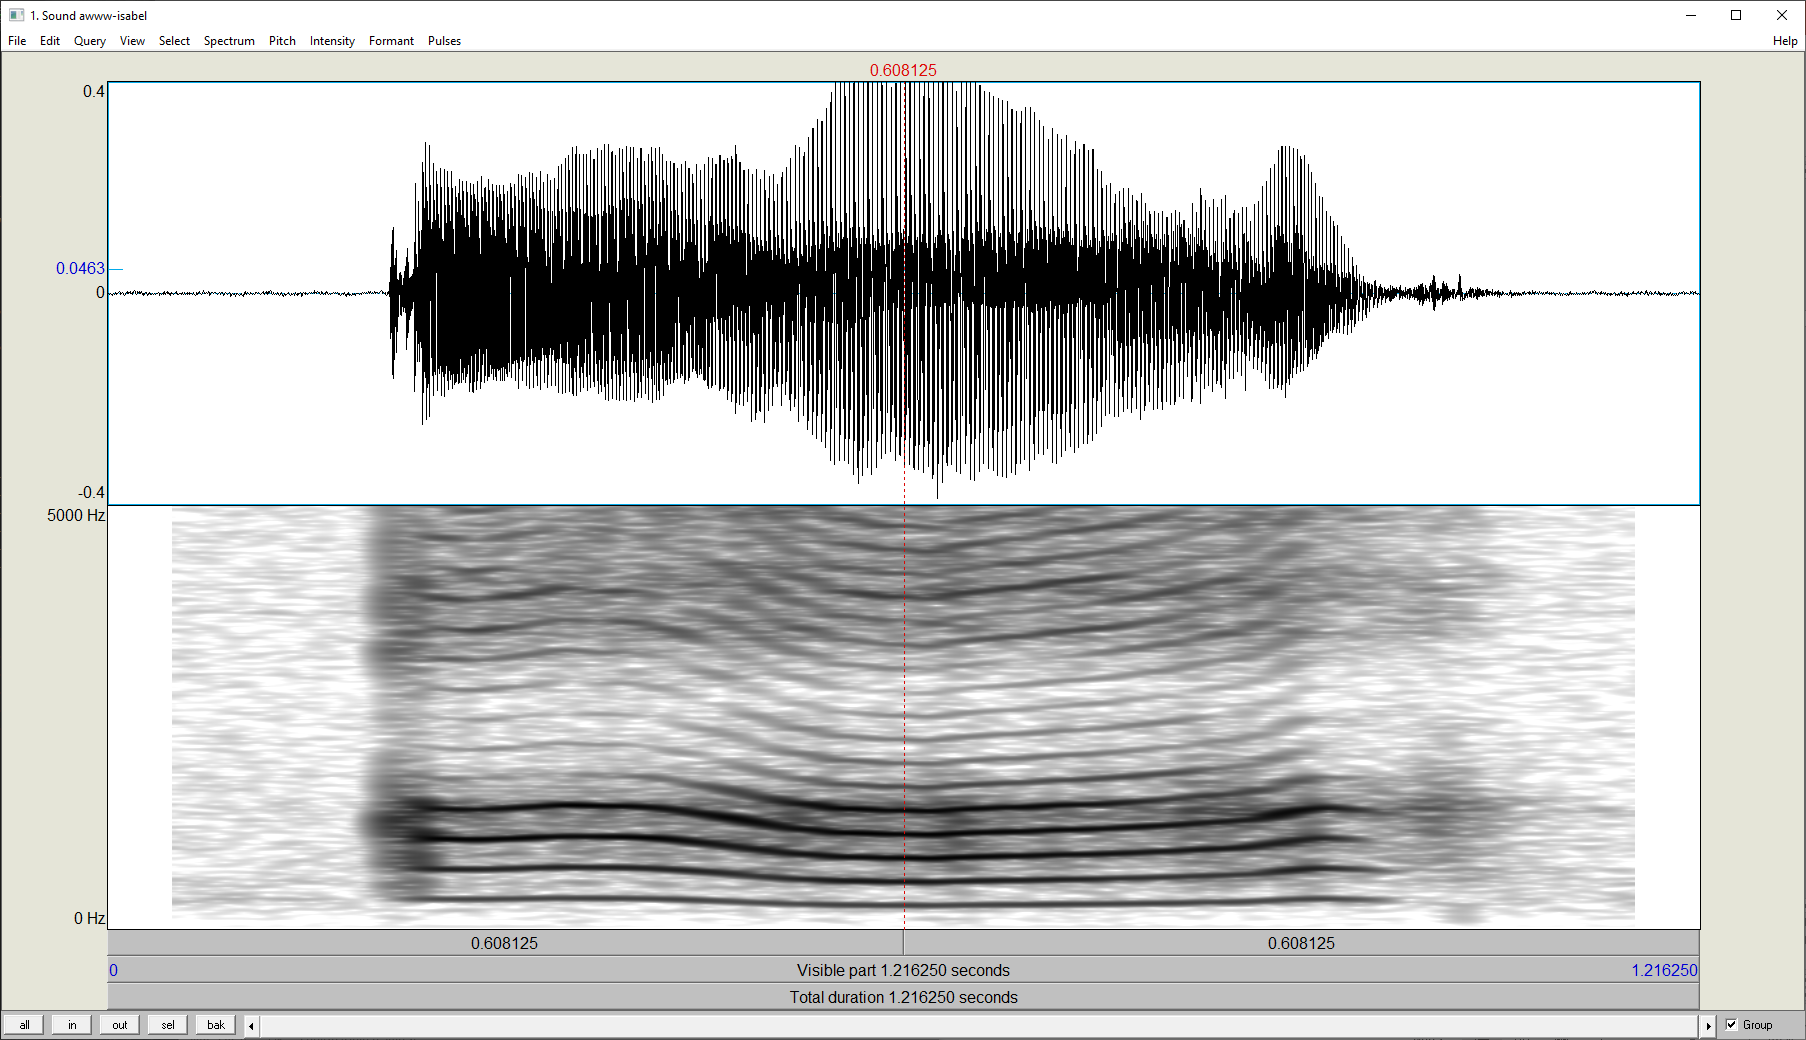 1. Sound awww-isabel
File Edit Query View Select Spectrum Pitch Intensity Formant Pulses Help
0.608125
0.4
0.0463
0
-0.4
5000 Hz
0 Hz
0.608125 0.608125
0 Visible part 1.216250 seconds 1.216250
Total duration 1.216250 seconds
all in out sel bak Group